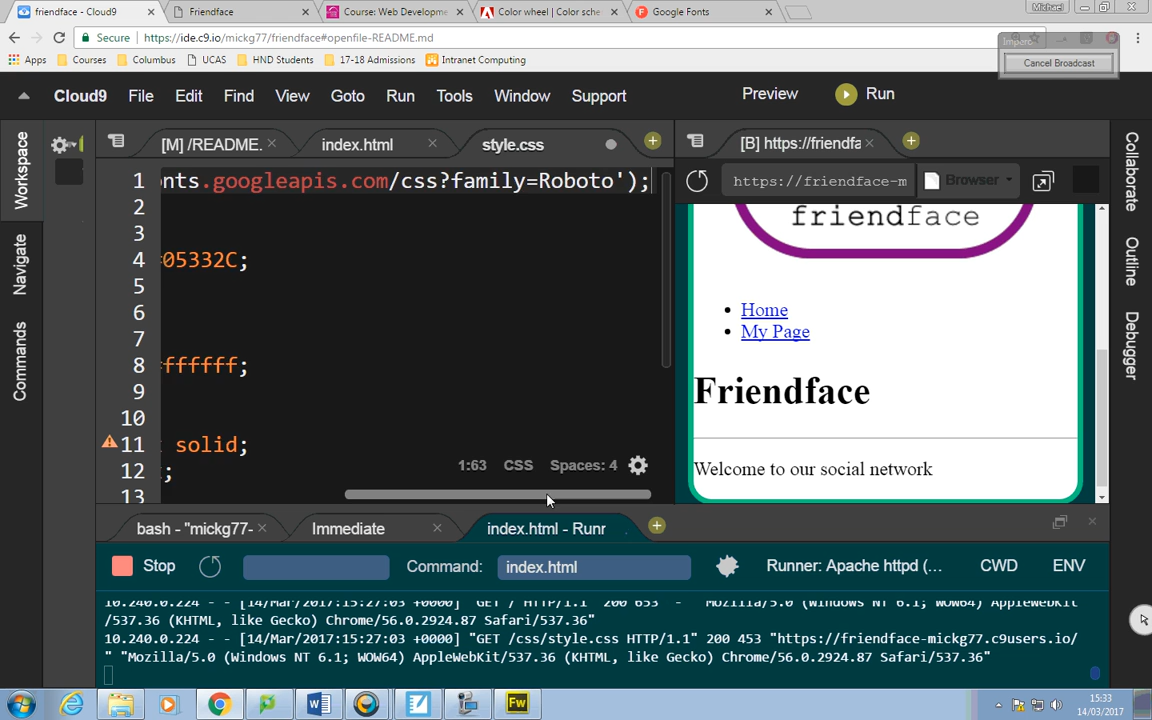 friendface - Cloud9
Friendface
Course: Web Developme
Color wheel | Color sche
Google Fonts
Michael
Secure
https://ide.c9.io/mickg77/friendface#openfile-README.md
Impero
Apps
Courses
Columbus
UCAS
HND Students
17-18 Admissions
Intranet Computing
Cancel Broadcast
Cloud9 File Edit Find View Goto Run Tools Window Support
Preview
Run
Workspace
Navigate
Commands
[M] /README.
index.html
style.css
[B] https://friendfa
https://friendface-m
Browser
Collaborate
Outline
Debugger
1 nts.googleapis.com/css?family=Roboto');
2
3
4 05332C;
5
6
7
8 ffffff;
9
10
11 solid;
12 ;
13
1:63 CSS Spaces: 4
friendface
Home
My Page
Friendface
Welcome to our social network
bash - "mickg77-
Immediate
index.html - Runr
Stop
Command:
index.html
Runner: Apache httpd (...
CWD
ENV
10.240.0.224 - - [14/Mar/2017:15:27:03 +0000] "GET / HTTP/1.1" 200 653 "-" "Mozilla/5.0 (Windows NT 6.1; WOW64) AppleWebKit
/537.36 (KHTML, like Gecko) Chrome/56.0.2924.87 Safari/537.36"
10.240.0.224 - - [14/Mar/2017:15:27:03 +0000] "GET /css/style.css HTTP/1.1" 200 453 "https://friendface-mickg77.c9users.io/
" "Mozilla/5.0 (Windows NT 6.1; WOW64) AppleWebKit/537.36 (KHTML, like Gecko) Chrome/56.0.2924.87 Safari/537.36"
Fw
15:33
14/03/2017